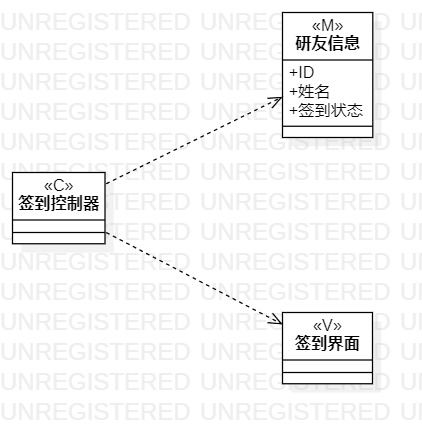 «M»
研友信息
+ID
+姓名
+签到状态
«C»
签到控制器
«V»
签到界面
UNREGISTERED UNREGISTERED UN